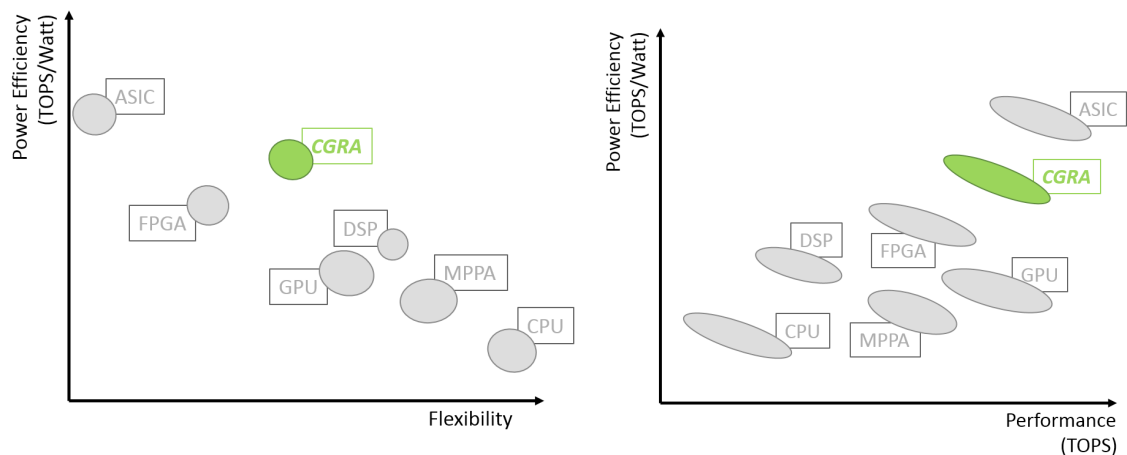 Power Efficiency
(TOPS/Watt)
ASIC
CGRA
FPGA
DSP
GPU
MPPA
CPU
Flexibility
Power Efficiency
(TOPS/Watt)
ASIC
CGRA
DSP
FPGA
GPU
CPU
MPPA
Performance
(TOPS)